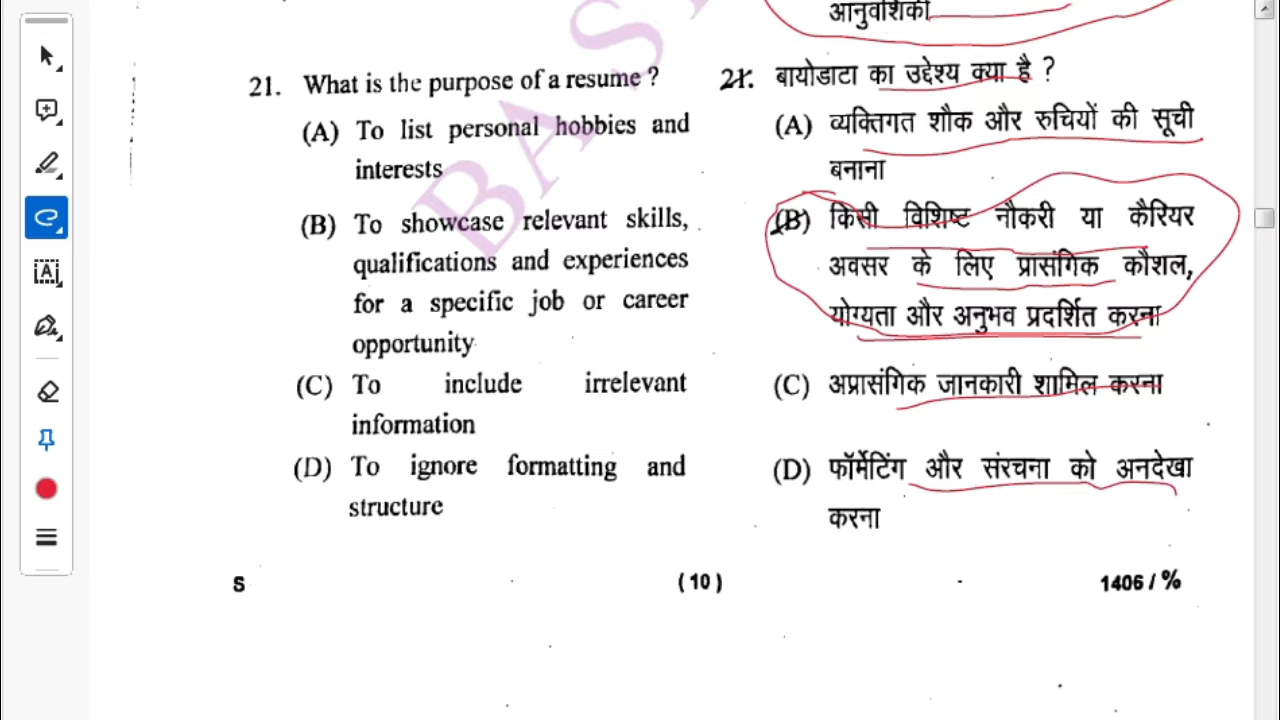 आनुवंशिकी
21. What is the purpose of a resume ?
(A) To list personal hobbies and
interests
(B) To showcase relevant skills,
qualifications and experiences
for a specific job or career
opportunity
(C) To include irrelevant
information
(D) To ignore formatting and
structure
21. बायोडाटा का उद्देश्य क्या है ?
(A) व्यक्तिगत शौक और रुचियों की सूची
बनाना
(B) किसी विशिष्ट नौकरी या कैरियर
अवसर के लिए प्रासंगिक कौशल,
योग्यता और अनुभव प्रदर्शित करना
(C) अप्रासंगिक जानकारी शामिल करना
(D) फॉर्मेटिंग और संरचना को अनदेखा
करना
S
( 10 )
1406 / %
BAS